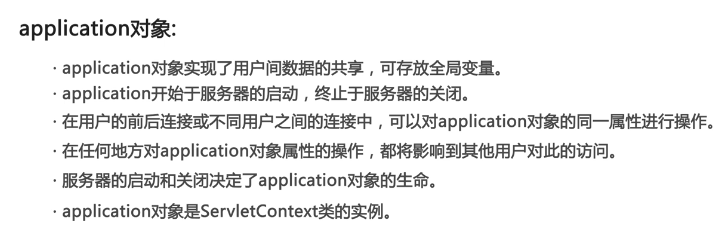 application对象:
· application对象实现了用户间数据的共享，可存放全局变量。
· application开始于服务器的启动，终止于服务器的关闭。
· 在用户的前后连接或不同用户之间的连接中，可以对application对象的同一属性进行操作。
· 在任何地方对application对象属性的操作，都将影响到其他用户对此的访问。
· 服务器的启动和关闭决定了application对象的生命。
· application对象是ServletContext类的实例。